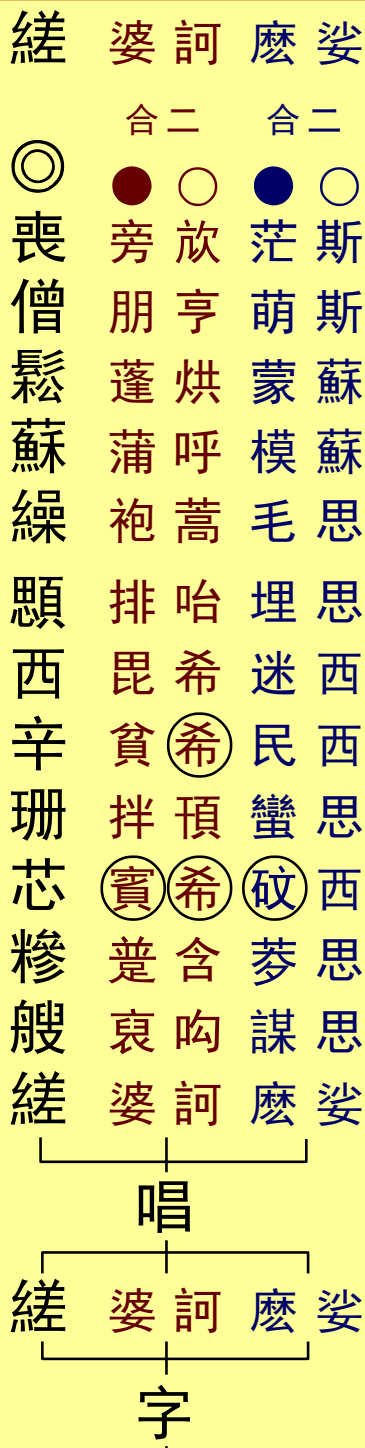 娑 二 ○ 斯 斯 蘇 蘇 思 思 西 西 思 西 思 思 娑
麽 合 ● 茫 萌 蒙 模 毛 埋 迷 民 蠻 砇 謀 麽
訶 二 ○ 亨 烘 呼 蒿 咍 希 希 頇 希 含 呴 訶
婆 合 ● 旁 朋 蓬 蒲 袍 排 毘 貧 拌 賓 裒 婆
縒 ◎ 喪 僧 鬆 蘇 繰 顋 西 辛 珊 芯 糝 艘 縒
唱
娑
麽
訶
婆
縒
字